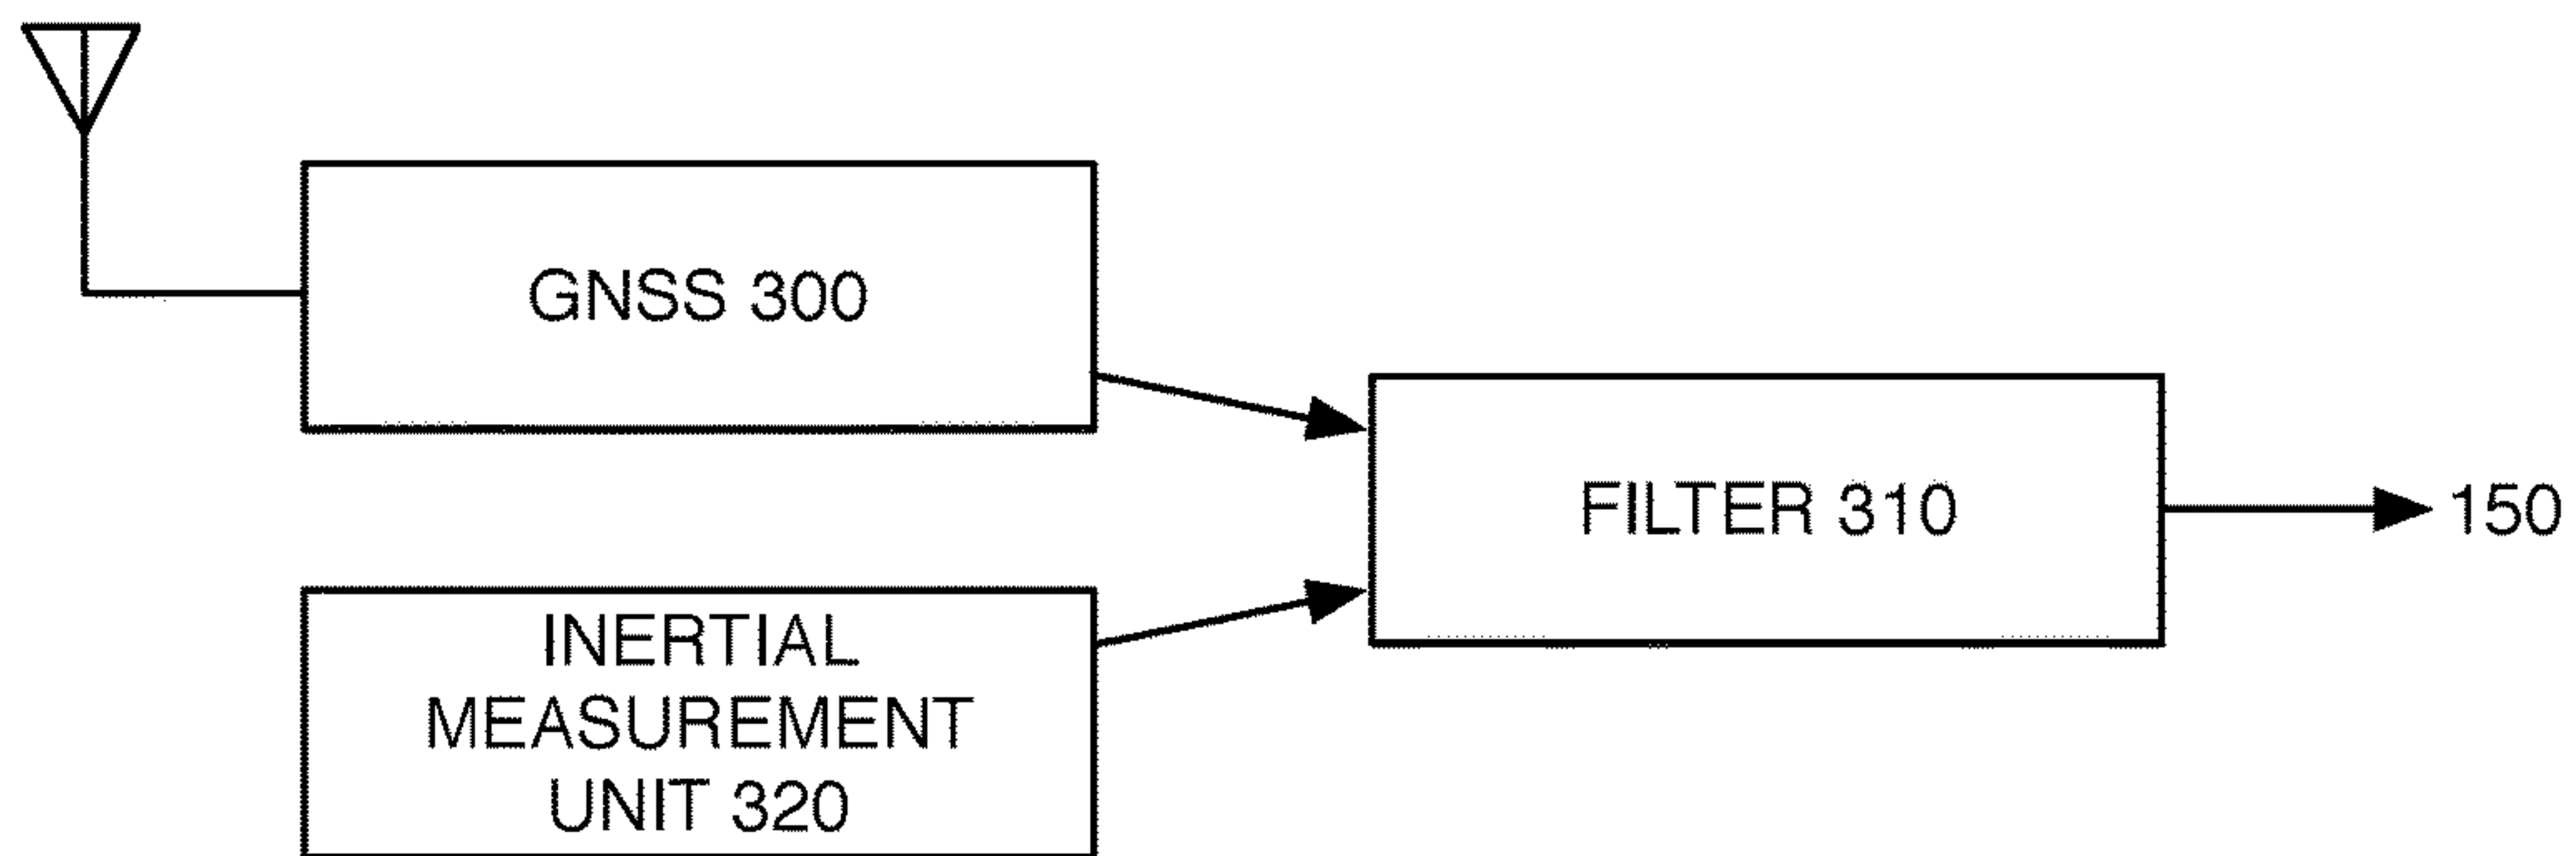 GNSS 300
FILTER 310
150
INERTIAL
MEASUREMENT
UNIT 320